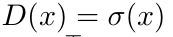 D(x) = σ(x)